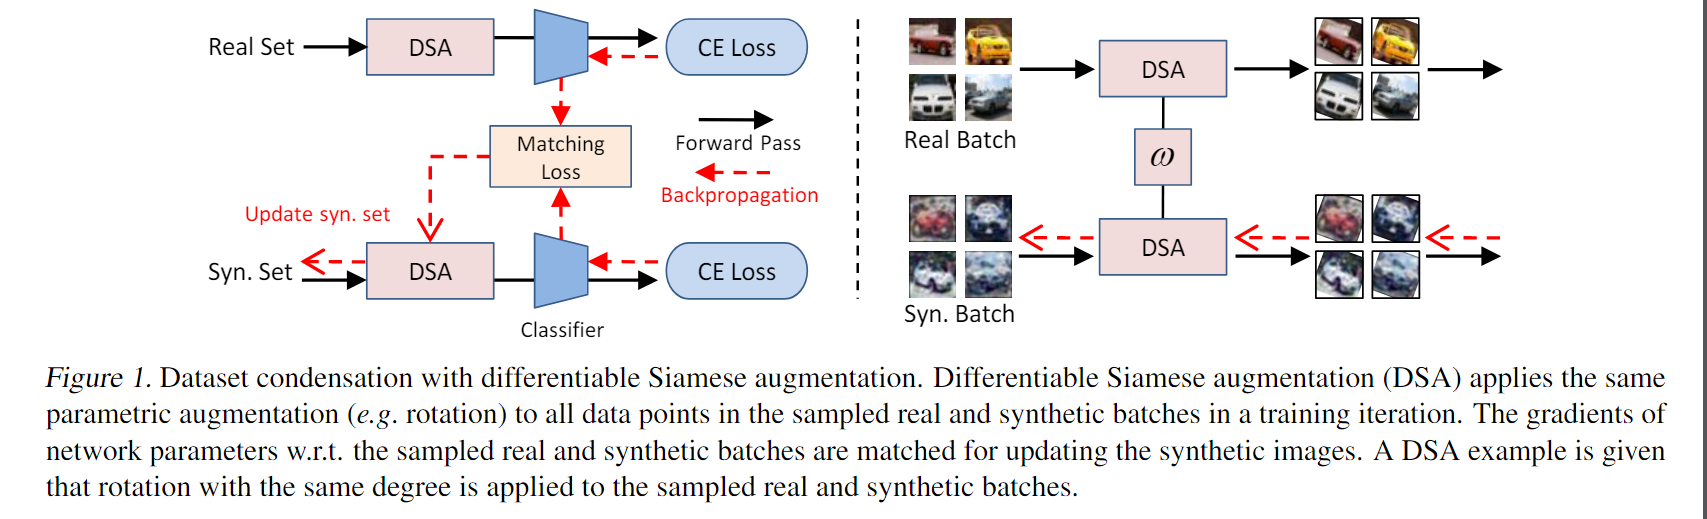 Real Set
DSA
CE Loss
Matching
Loss
Forward Pass
Backpropagation
Update syn. set
Syn. Set
DSA
CE Loss
Classifier
Real Batch
DSA
ω
DSA
Syn. Batch
Figure 1. Dataset condensation with differentiable Siamese augmentation. Differentiable Siamese augmentation (DSA) applies the same
parametric augmentation (e.g. rotation) to all data points in the sampled real and synthetic batches in a training iteration. The gradients of
network parameters w.r.t. the sampled real and synthetic batches are matched for updating the synthetic images. A DSA example is given
that rotation with the same degree is applied to the sampled real and synthetic batches.